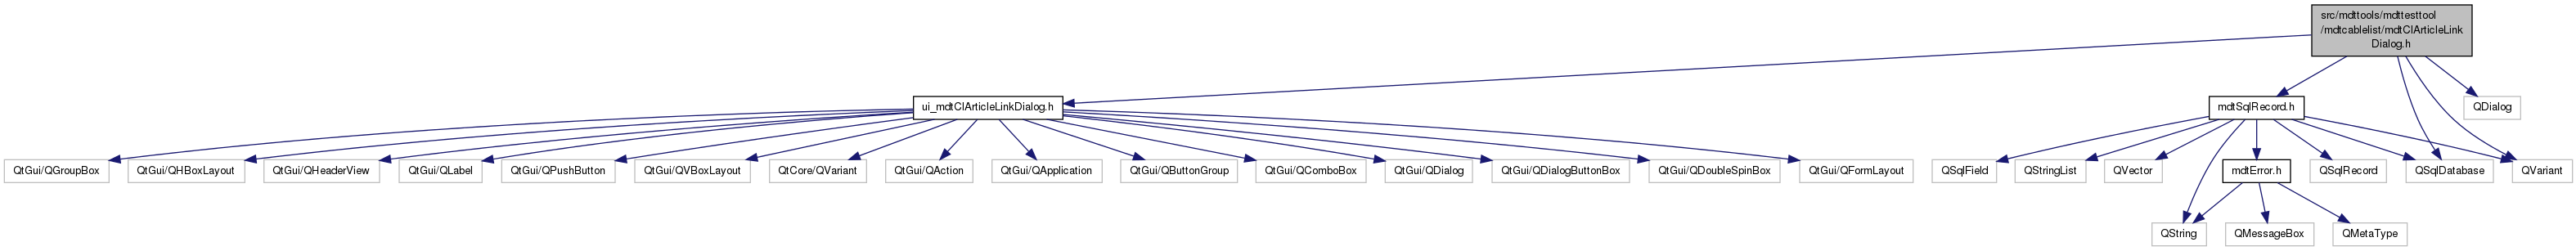 src/mdttools/mdttesttool
/mdtcablelist/mdtClArticleLink
Dialog.h
ui_mdtClArticleLinkDialog.h
mdtSqlRecord.h
QDialog
QtGui/QGroupBox
QtGui/QHBoxLayout
QtGui/QHeaderView
QtGui/QLabel
QtGui/QPushButton
QtGui/QVBoxLayout
QtCore/QVariant
QtGui/QAction
QtGui/QApplication
QtGui/QButtonGroup
QtGui/QComboBox
QtGui/QDialog
QtGui/QDialogButtonBox
QtGui/QDoubleSpinBox
QtGui/QFormLayout
QSqlField
QStringList
QVector
mdtError.h
QSqlRecord
QSqlDatabase
QVariant
QString
QMessageBox
QMetaType